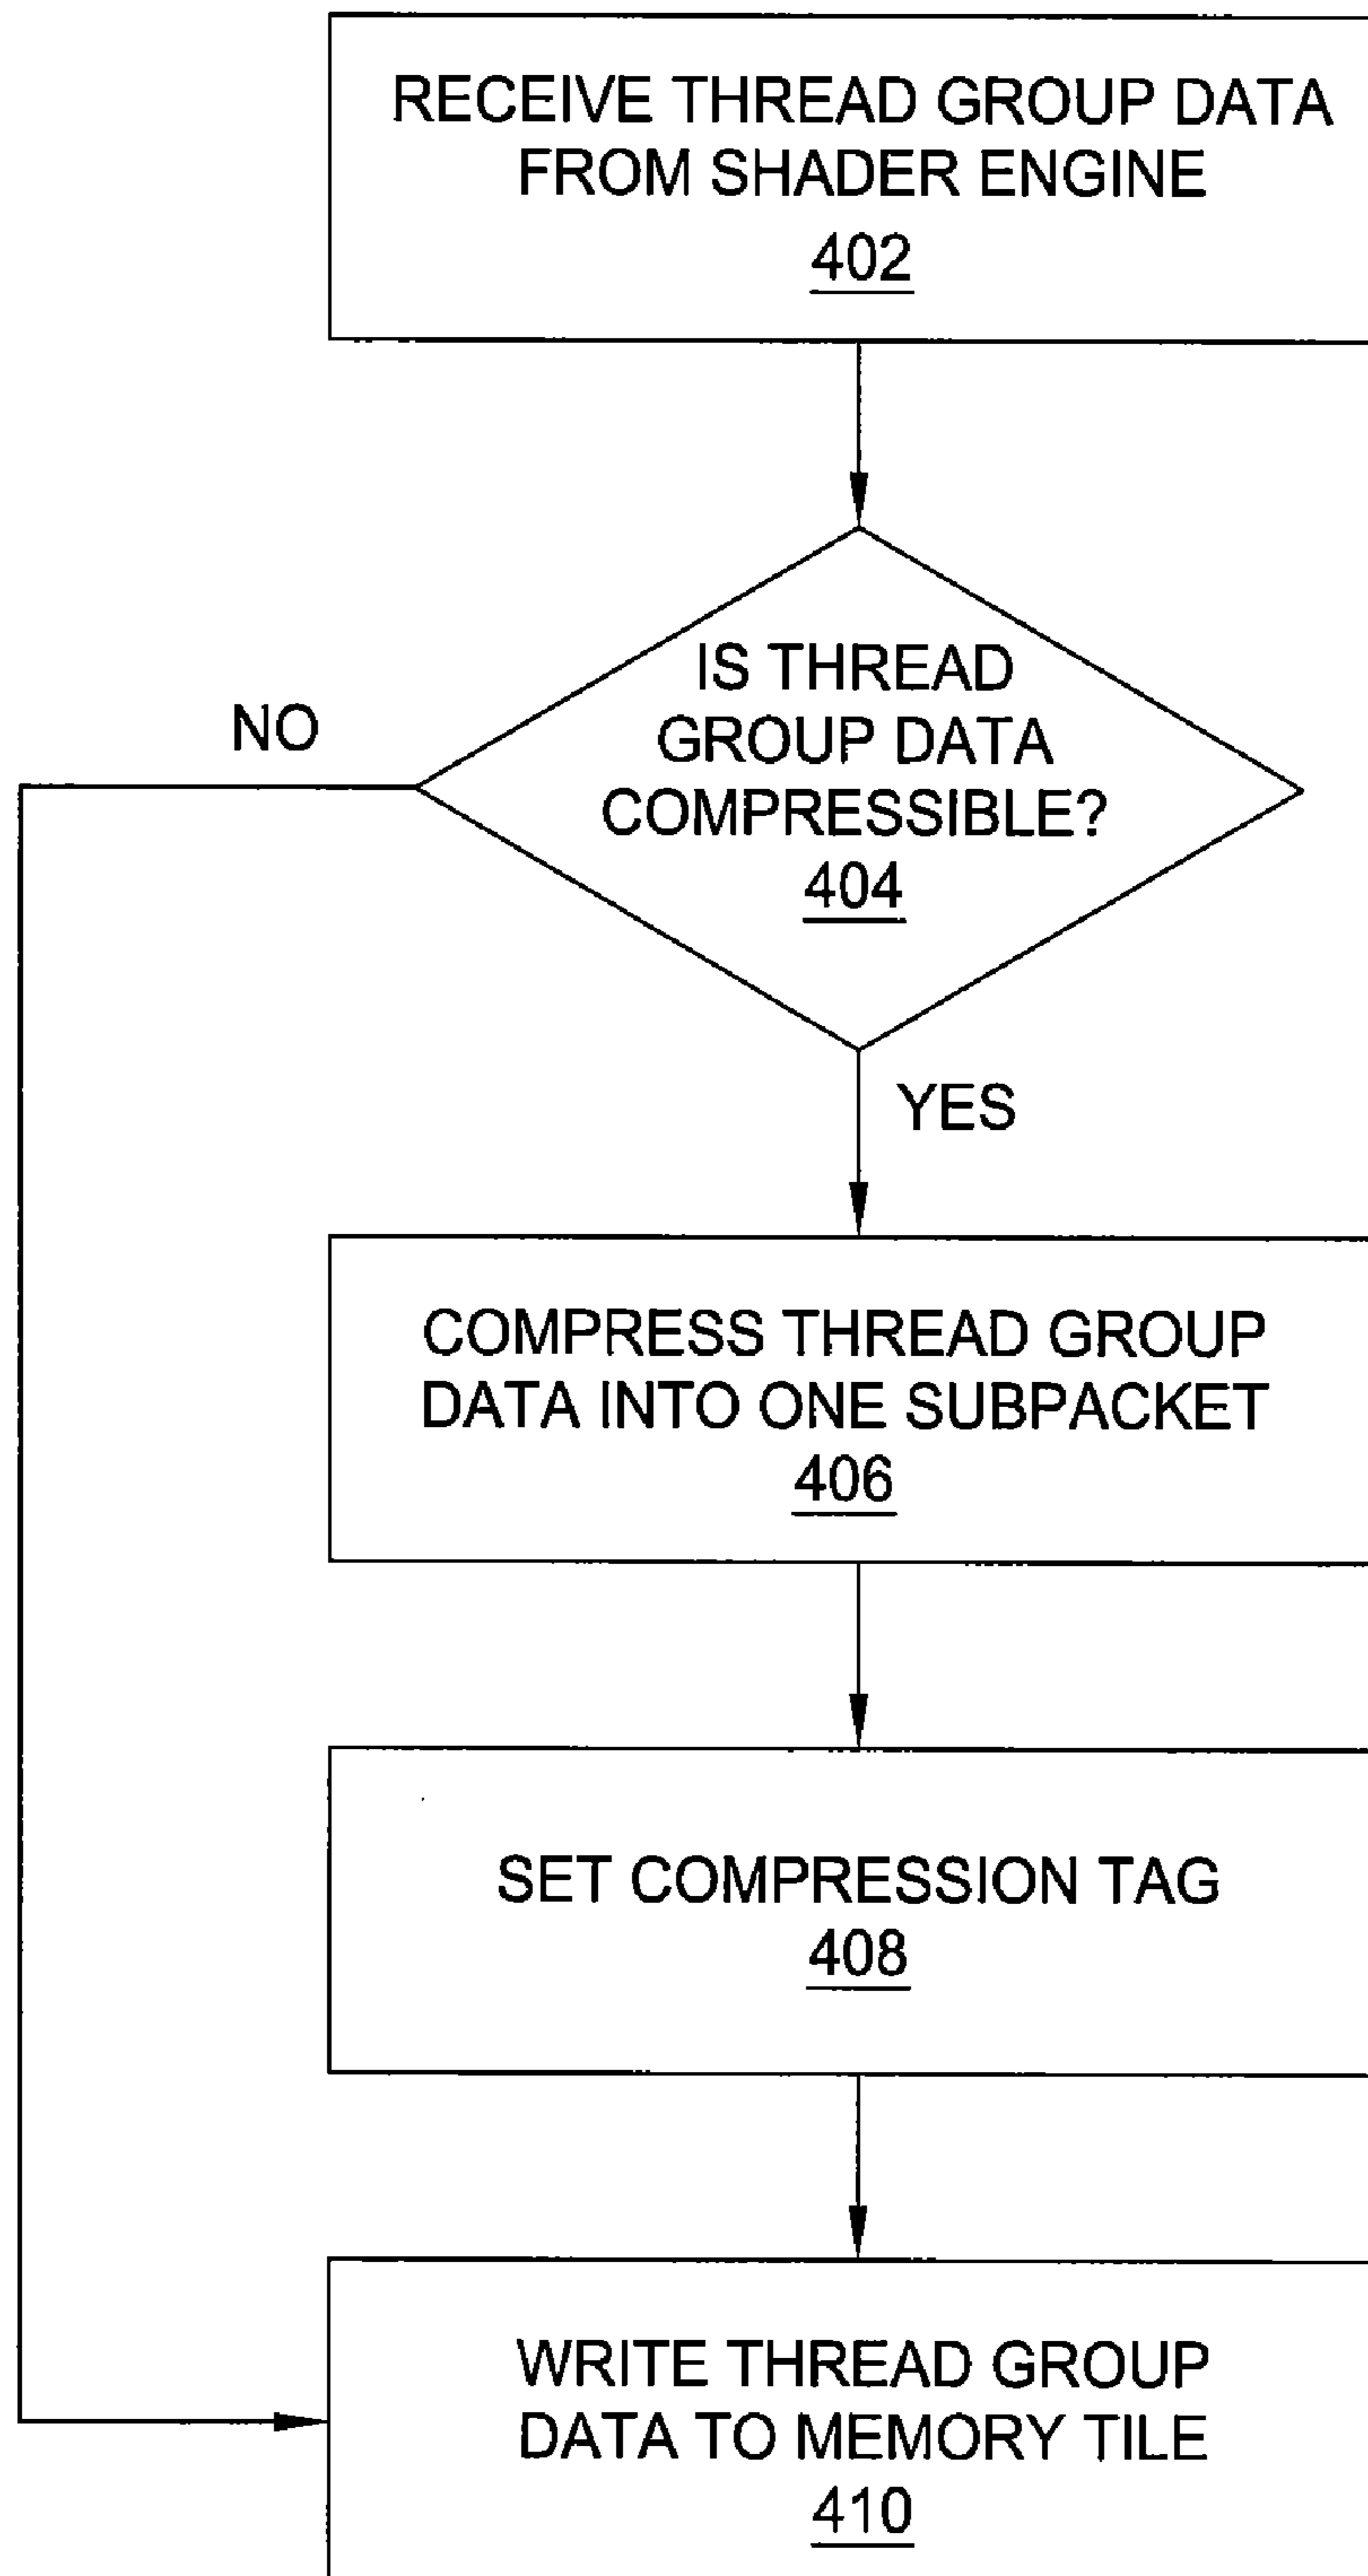 RECEIVE THREAD GROUP DATA
FROM SHADER ENGINE
402
IS THREAD
GROUP DATA
COMPRESSIBLE?
404
NO
YES
COMPRESS THREAD GROUP
DATA INTO ONE SUBPACKET
406
SET COMPRESSION TAG
408
WRITE THREAD GROUP
DATA TO MEMORY TILE
410